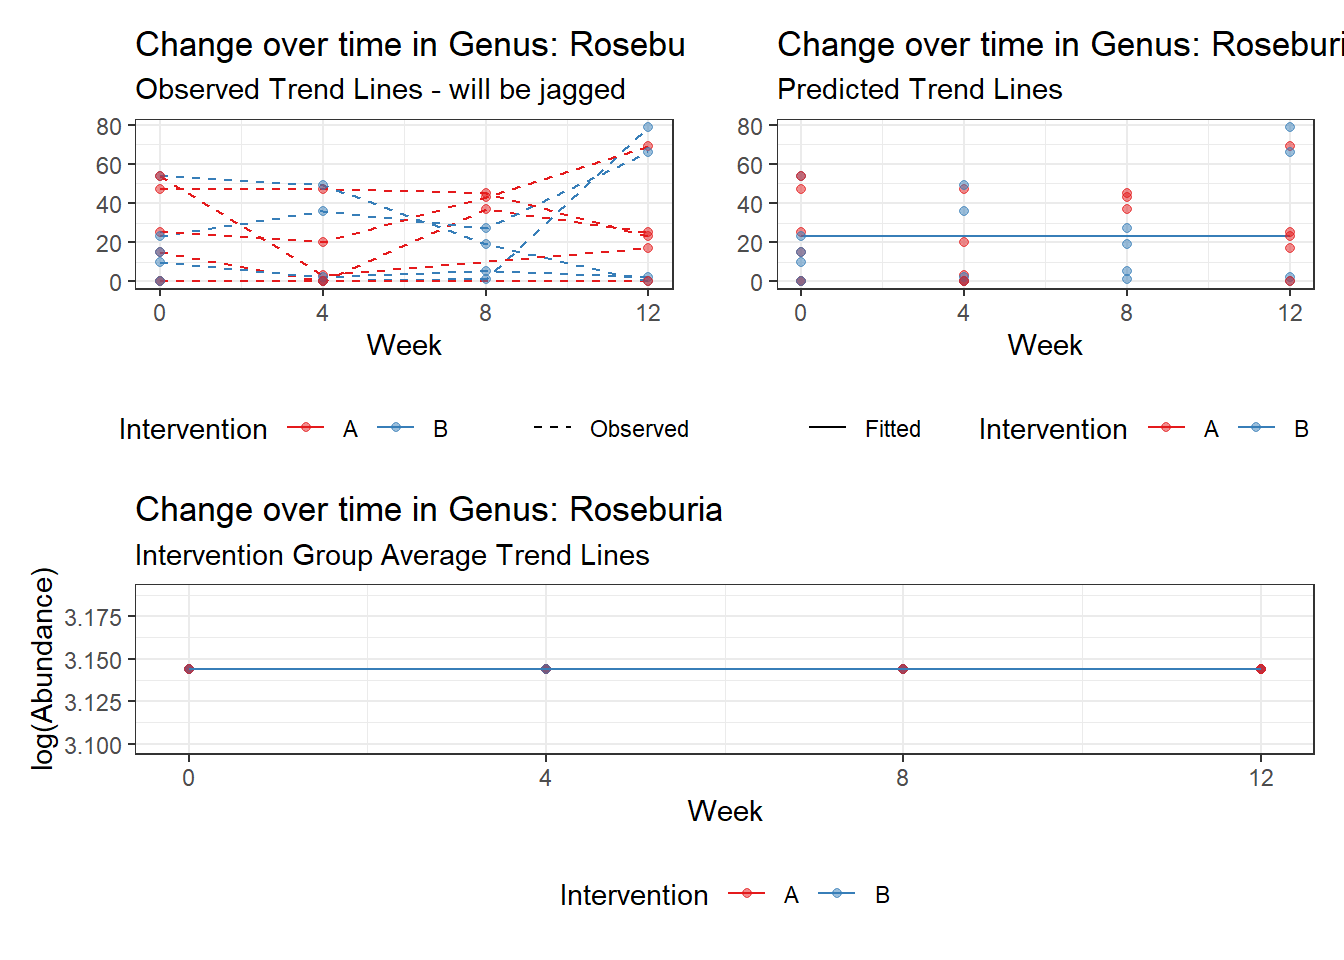 Change over time in Genus: Rosebu
Observed Trend Lines - will be jagged
80
60
40
20
0
0 4 8 12
Week
Intervention A B Observed
Change over time in Genus: Roseburi
Predicted Trend Lines
80
60
40
20
0
0 4 8 12
Week
Fitted Intervention A B
Change over time in Genus: Roseburia
Intervention Group Average Trend Lines
log(Abundance)
3.175
3.150
3.125
3.100
0 4 8 12
Week
Intervention A B